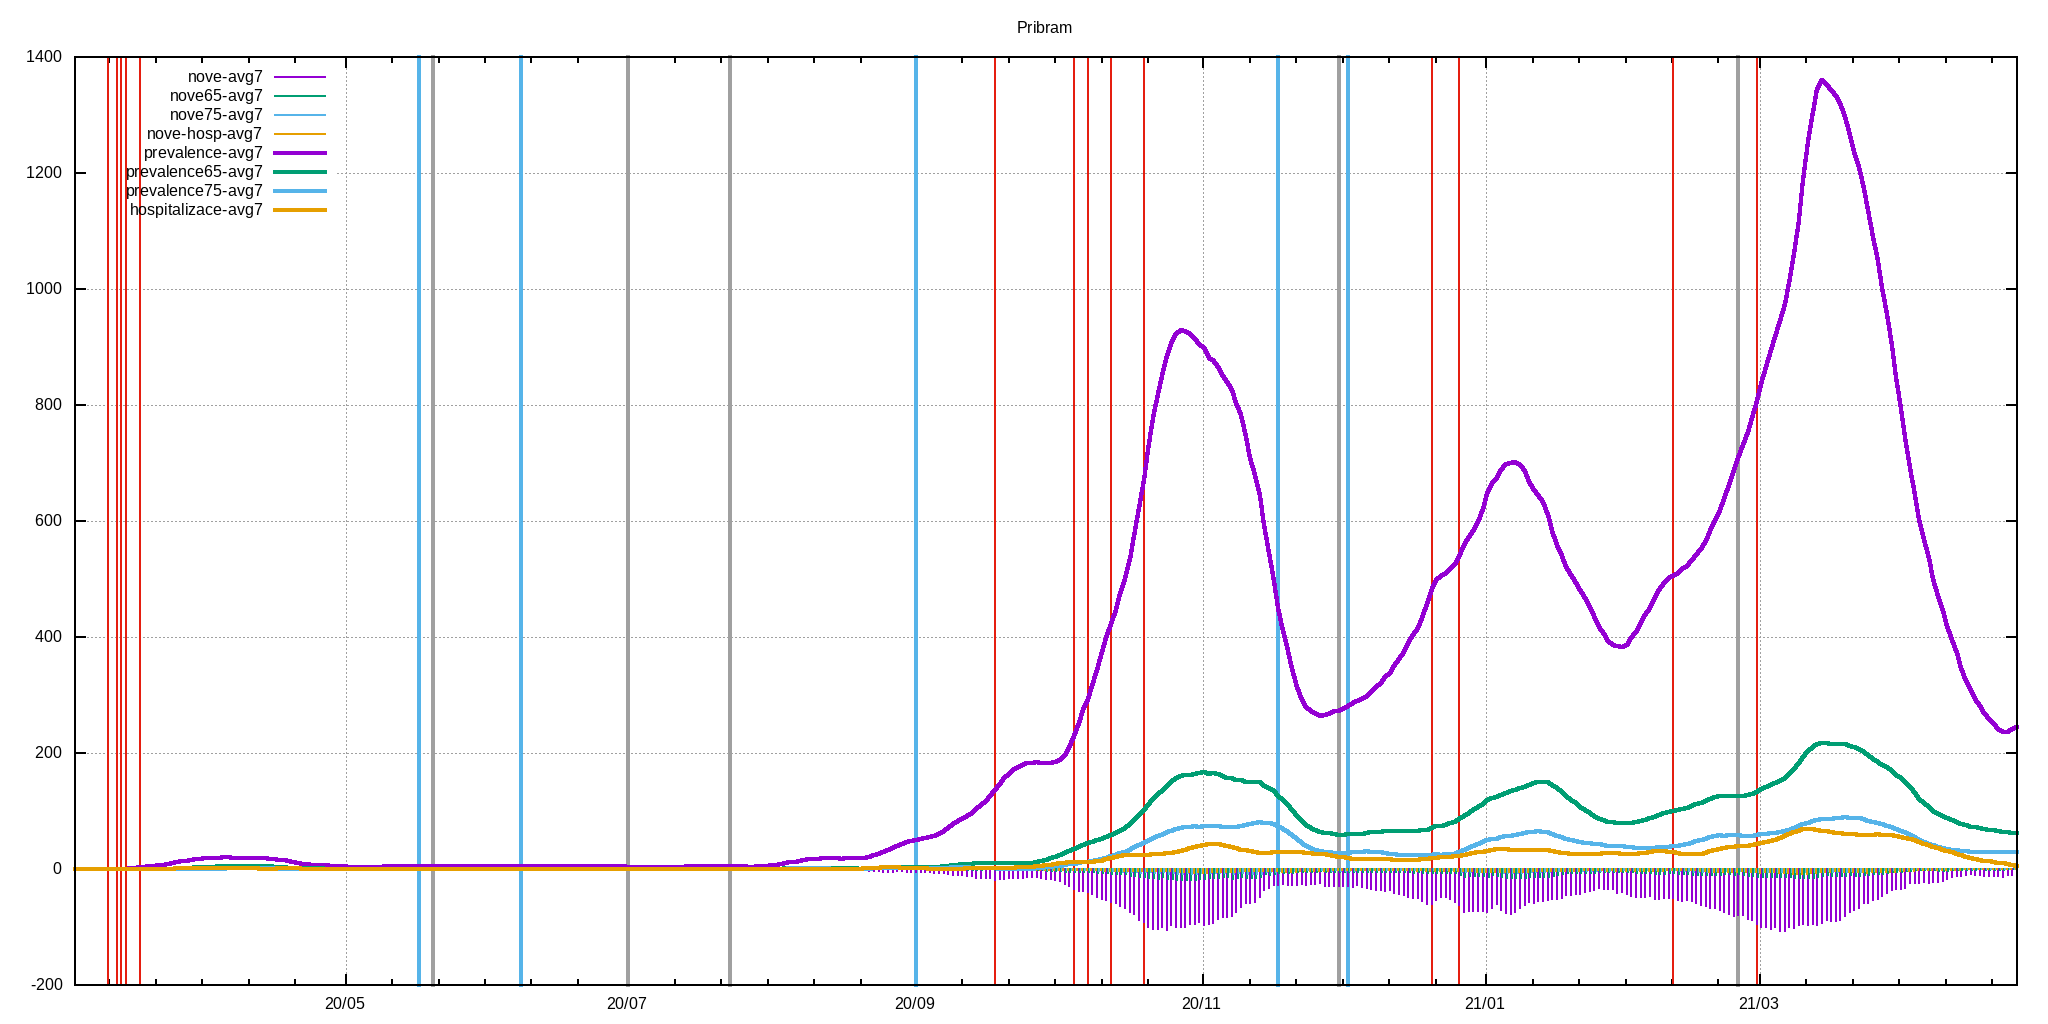 Pribram
1400
1200
1000
800
600
400
200
0
-200
nove-avg7
nove65-avg7
nove75-avg7
nove-hosp-avg7
prevalence-avg7
prevalence65-avg7
prevalence75-avg7
hospitalizace-avg7
20/05
20/07
20/09
20/11
21/01
21/03